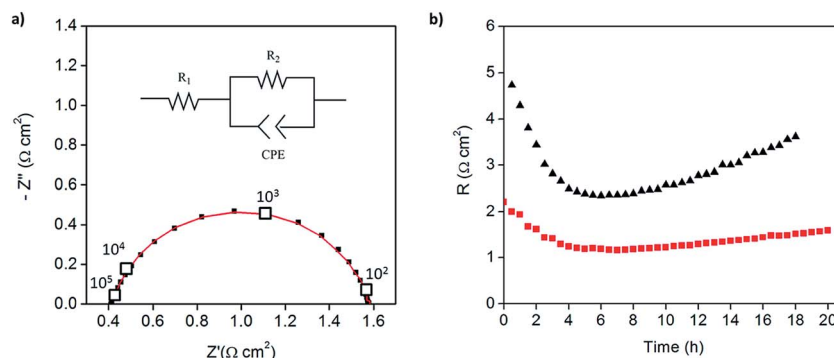 a)
1.4
1.2
1.0
0.8
0.6
0.4
0.2
0.0
- Z'' (Ω cm²)
R₁
R₂
CPE
10⁵
10⁴
10³
10²
0.4 0.6 0.8 1.0 1.2 1.4 1.6
Z'(Ω cm²)
b)
6
5
4
3
2
1
0
R (Ω cm²)
0 2 4 6 8 10 12 14 16 18 20
Time (h)